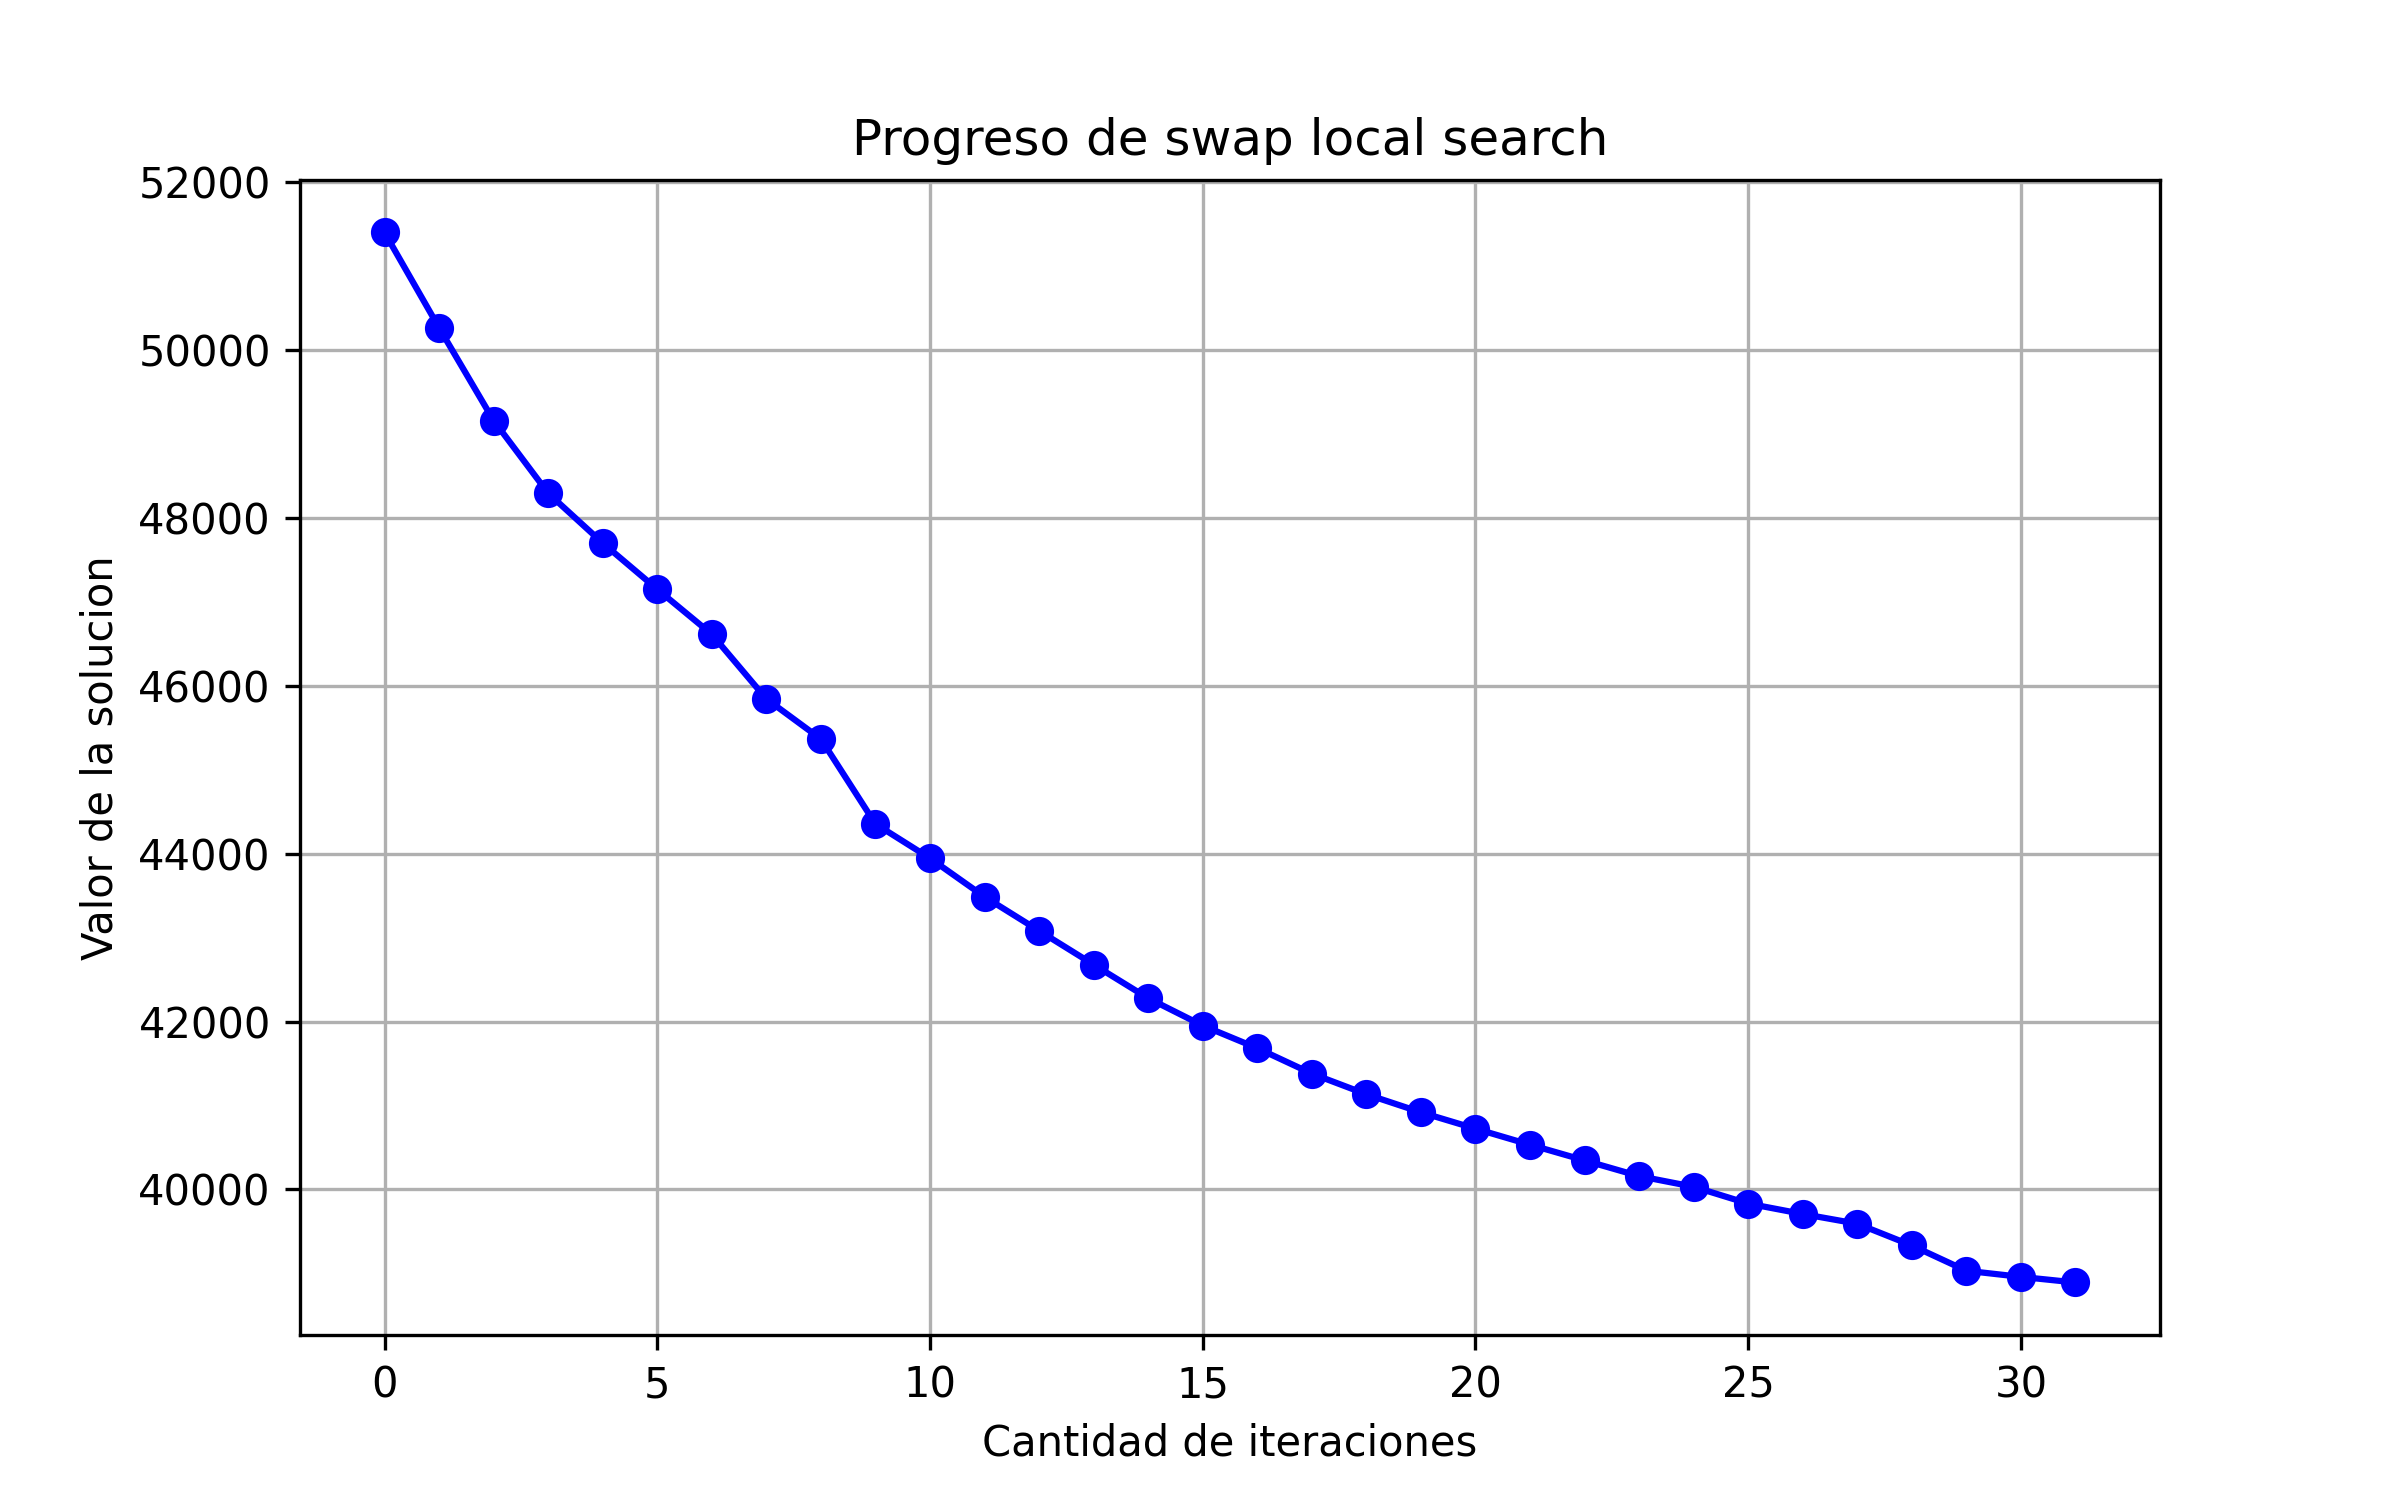 Progreso de swap local search
52000
50000
48000
46000
44000
42000
40000
Valor de la solucion
0 5 10 15 20 25 30
Cantidad de iteraciones